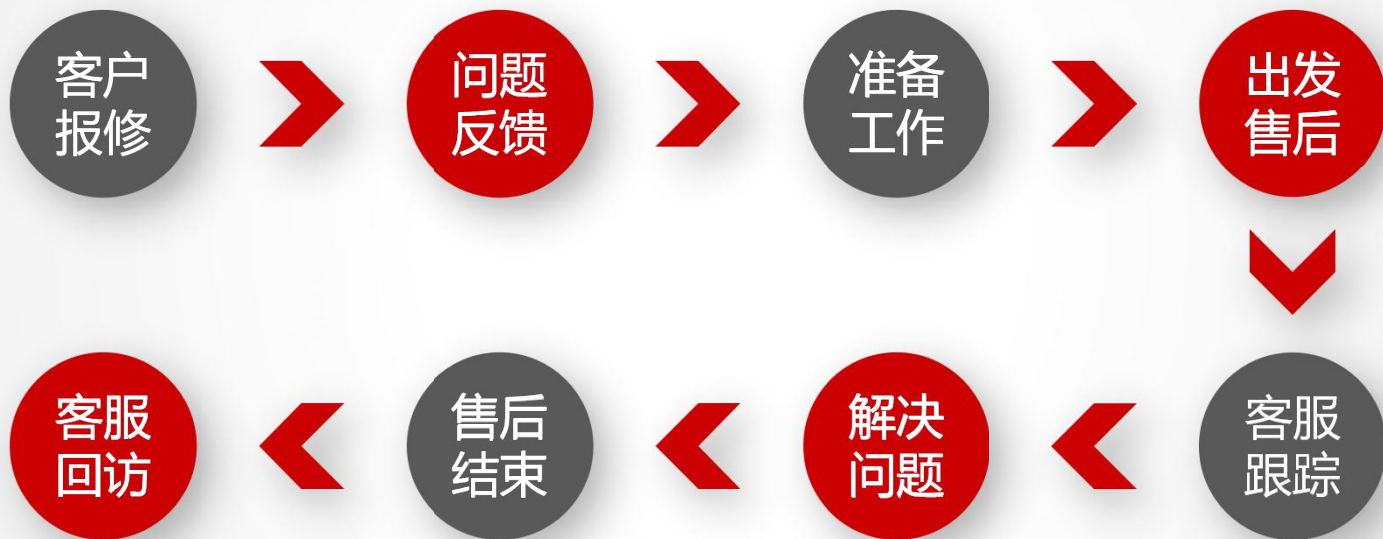 客户
报修
问题
反馈
准备
工作
出发
售后
客服
跟踪
解决
问题
售后
结束
客服
回访